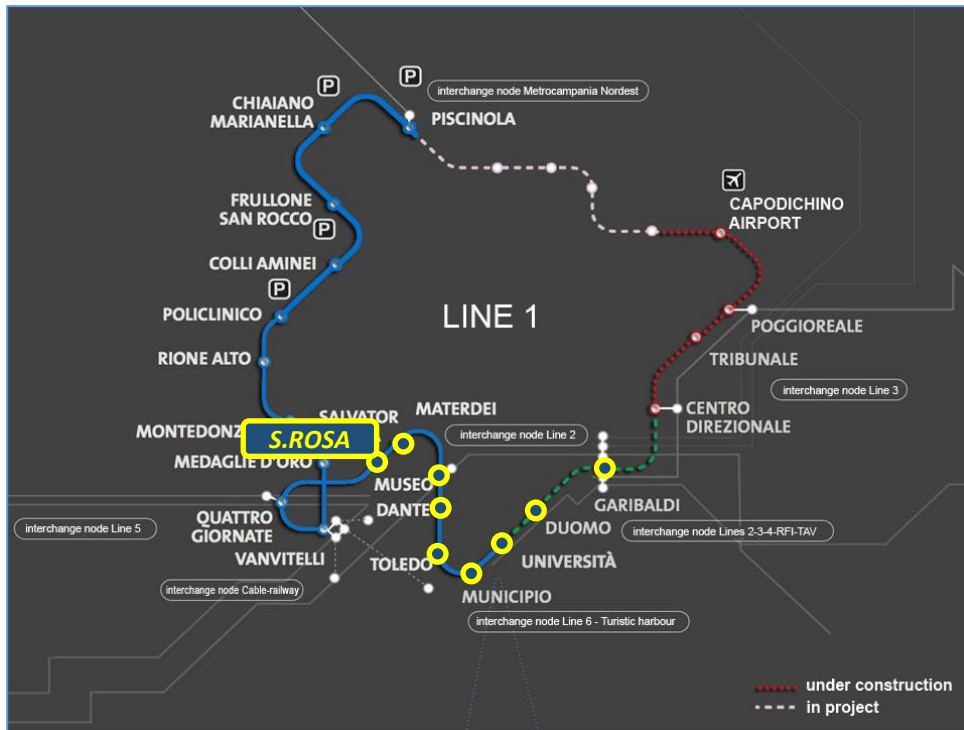 P
P
interchange node Metrocampania Nordest
CHIAIANO
MARIANELLA
PISCINOLA
CAPODICHINO
AIRPORT
FRULLONE
SAN ROCCO
P
COLLI AMINEI
P
POLICLINICO
LINE 1
POGGIOREALE
RIONE ALTO
TRIBUNALE
interchange node Line 3
SALVATOR
MATERDEI
CENTRO
DIREZIONALE
MONTEDONZ
S.ROSA
interchange node Line 2
MEDAGLIE D'ORO
MUSEO
GARIBALDI
DANTE
QUATTRO
GIORNATE
DUOMO
interchange node Lines 2-3-4-RFI-TAV
interchange node Line 5
VANVITELLI
TOLEDO
UNIVERSITÀ
interchange node Cable-railway
MUNICIPIO
interchange node Line 6 - Turistic harbour
under construction
in project